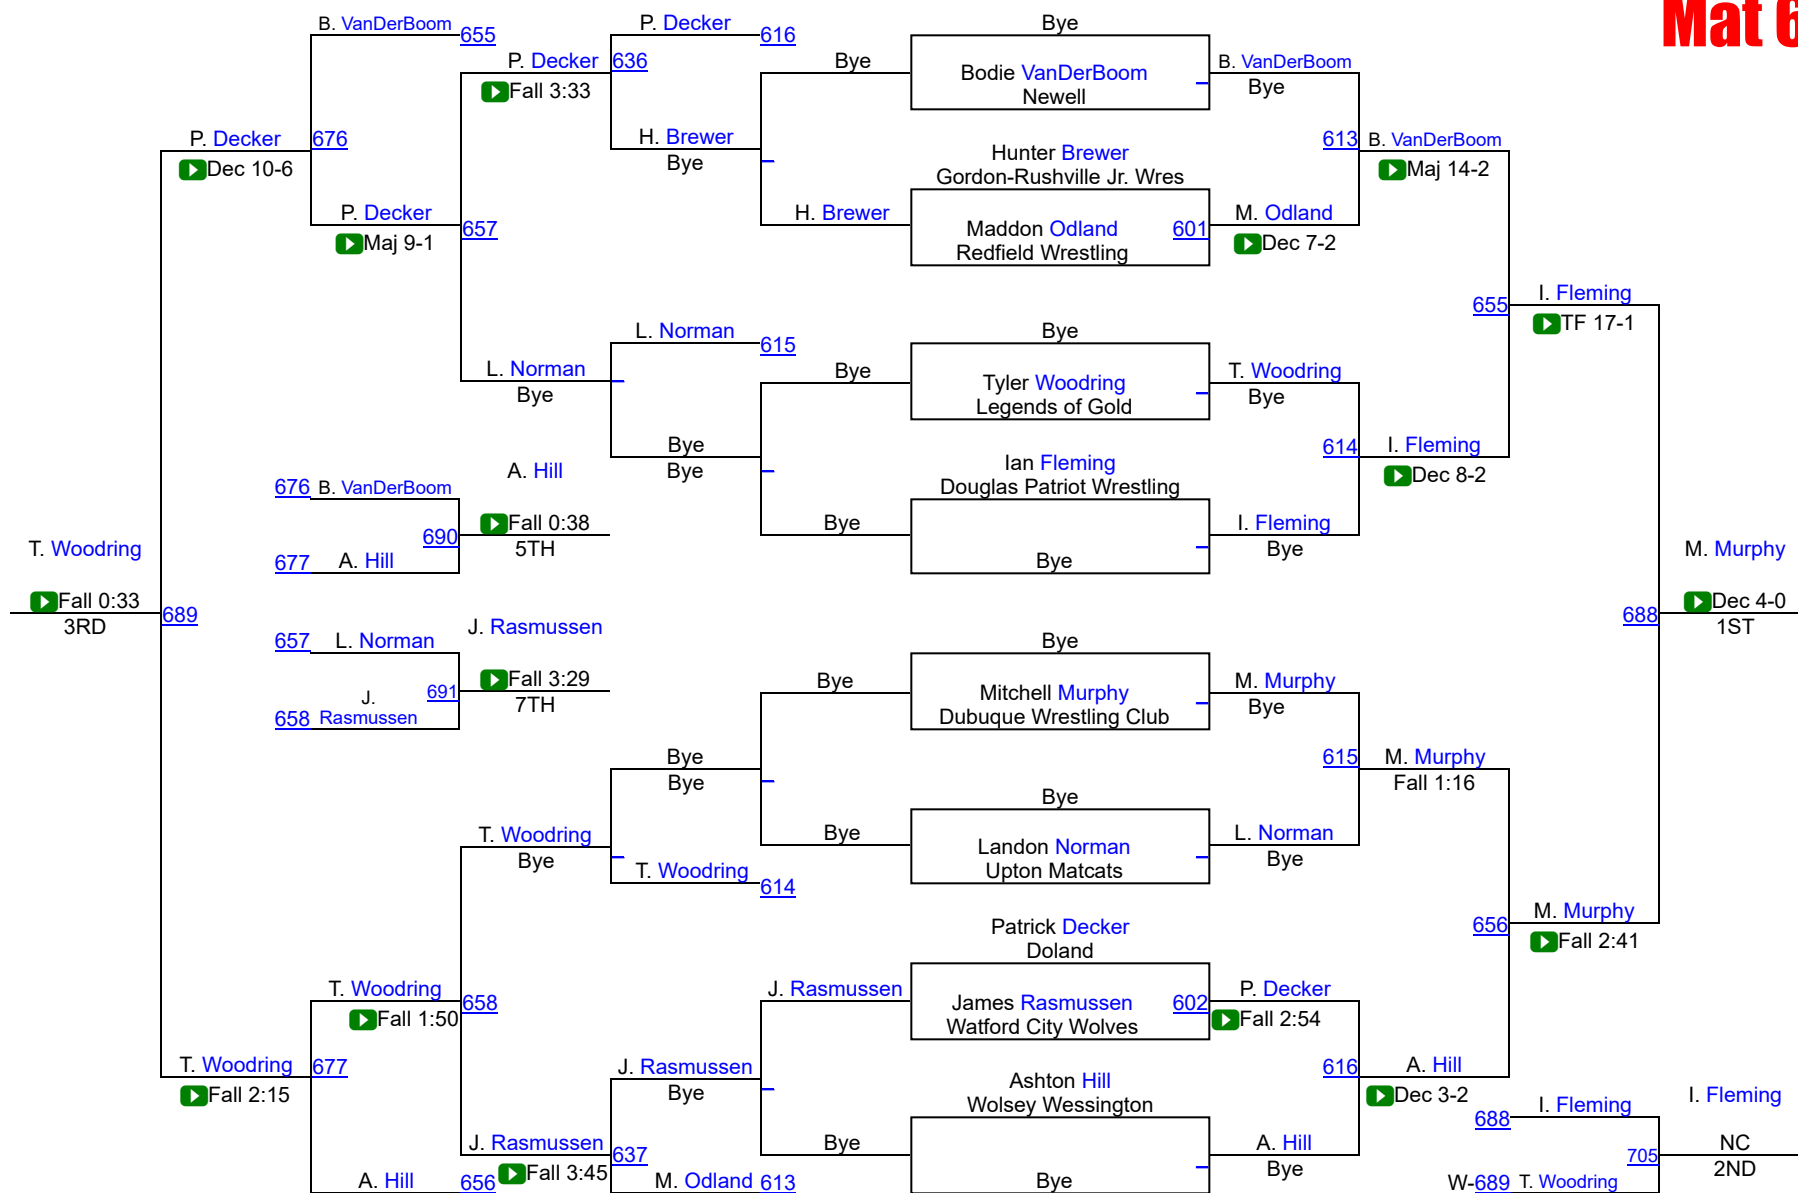 Mat 6
B. VanDerBoom
655
P. Decker
616
Bye
P. Decker
636
Fall 3:33
Bye
Bodie VanDerBoom
Newell
B. VanDerBoom
Bye
P. Decker
676
Dec 10-6
H. Brewer
Bye
Hunter Brewer
Gordon-Rushville Jr. Wres
613
B. VanDerBoom
Maj 14-2
P. Decker
657
Maj 9-1
H. Brewer
Maddon Odland
601
Redfield Wrestling
M. Odland
Dec 7-2
655
I. Fleming
TF 17-1
L. Norman
615
Bye
L. Norman
Bye
Bye
Tyler Woodring
Legends of Gold
T. Woodring
Bye
Bye
Bye
Ian Fleming
Douglas Patriot Wrestling
614
I. Fleming
Dec 8-2
A. Hill
676
B. VanDerBoom
690
Fall 0:38
5TH
677
A. Hill
Bye
Bye
I. Fleming
Bye
T. Woodring
Fall 0:33
3RD
689
M. Murphy
Dec 4-0
688
1ST
657
L. Norman
J. Rasmussen
691
Fall 3:29
7TH
658
J.
Rasmussen
Bye
Bye
Mitchell Murphy
Dubuque Wrestling Club
M. Murphy
Bye
Bye
Bye
615
M. Murphy
Fall 1:16
Bye
T. Woodring
Bye
Bye
Landon Norman
Upton Matcats
L. Norman
Bye
T. Woodring
614
Patrick Decker
Doland
656
M. Murphy
Fall 2:41
T. Woodring
658
Fall 1:50
J. Rasmussen
James Rasmussen
602
Watford City Wolves
P. Decker
Fall 2:54
T. Woodring
677
Fall 2:15
J. Rasmussen
Bye
Ashton Hill
Wolsey Wessington
616
A. Hill
Dec 3-2
688
I. Fleming
I. Fleming
J. Rasmussen
637
Fall 3:45
Bye
A. Hill
Bye
705
NC
2ND
A. Hill
656
M. Odland
613
Bye
W-689
T. Woodring